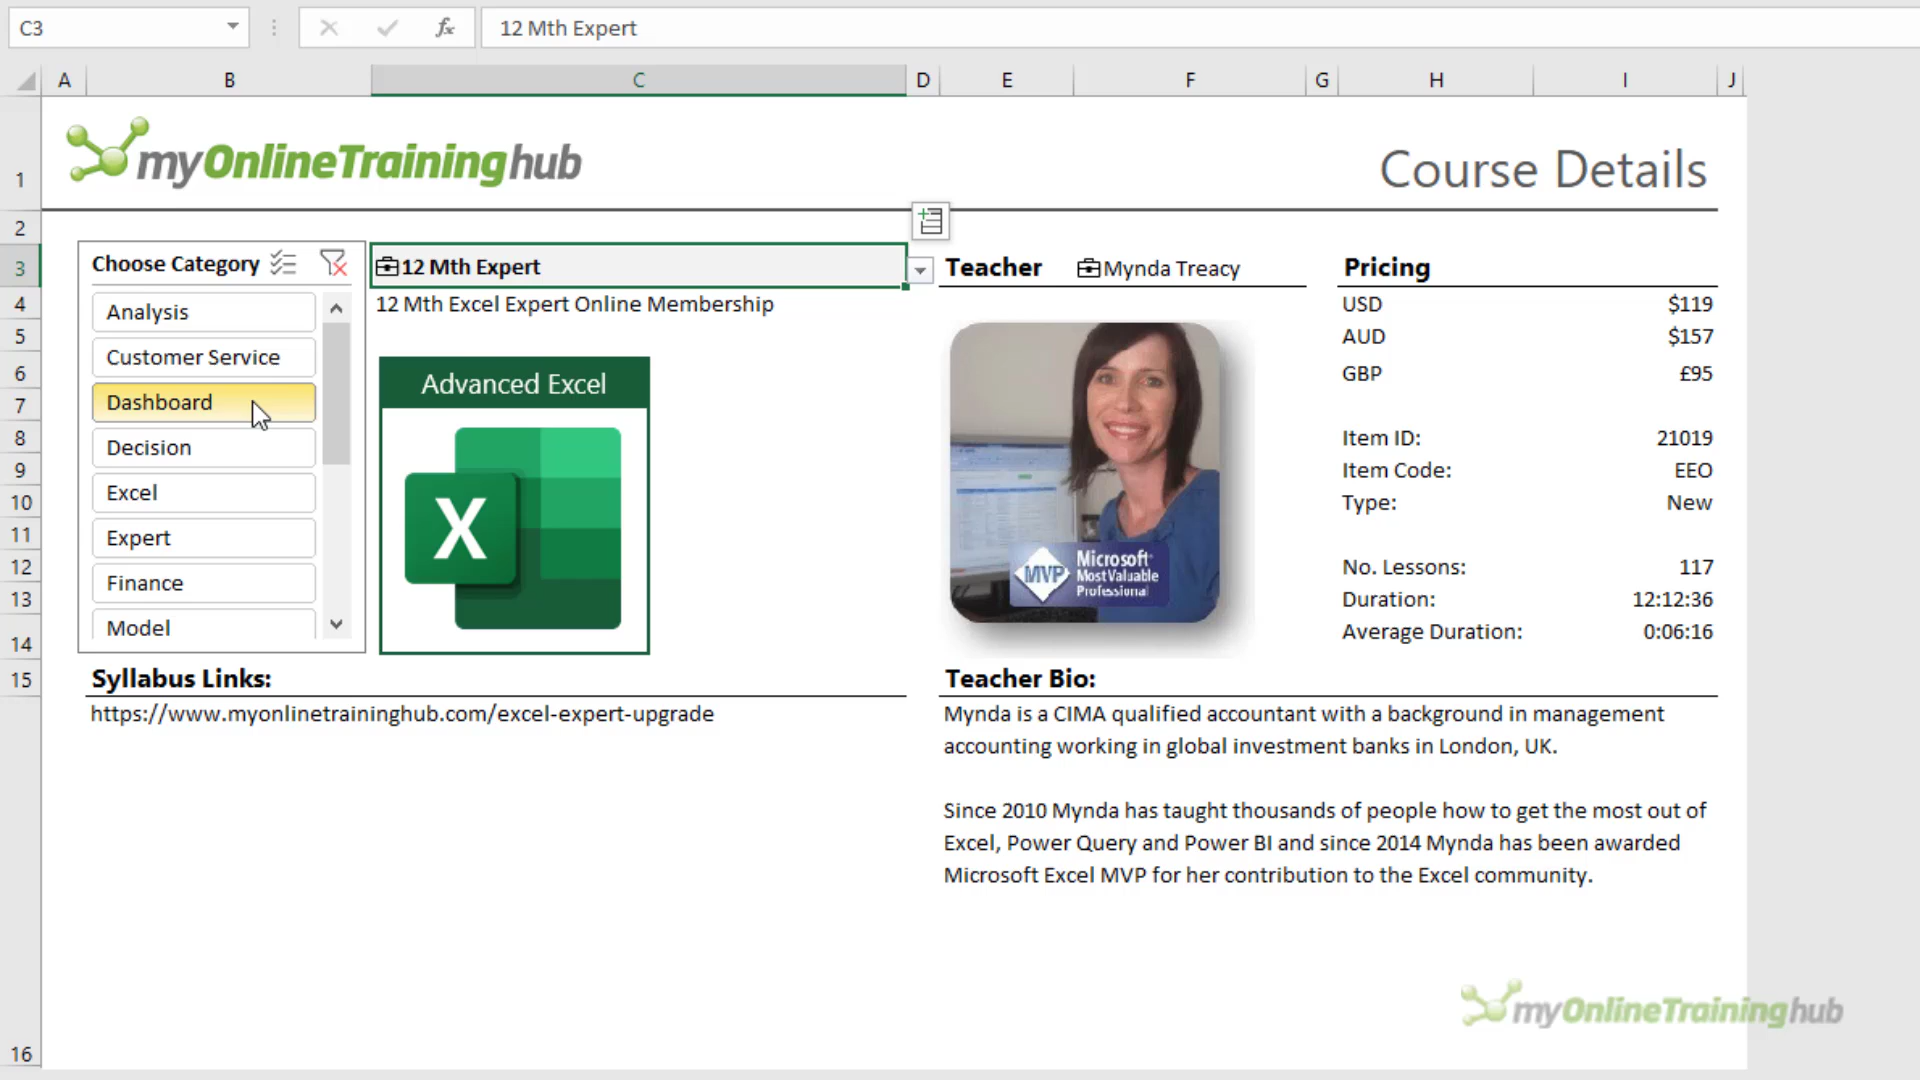 C3
fx
12 Mth Expert
A B C D E F G H I J
1
myOnlineTraininghub
Course Details
2
3
Choose Category
12 Mth Expert
Teacher
Mynda Treacy
Pricing
4
Analysis
12 Mth Excel Expert Online Membership
USD
$119
5
AUD
$157
Customer Service
6
Advanced Excel
GBP
£95
7
Dashboard
8
Decision
Item ID:
21019
9
Item Code:
EEO
10
Excel
X
Type:
New
11
Expert
12
No. Lessons:
117
MVP
Microsoft
Most Valuable
Professional
13
Finance
Duration:
12:12:36
14
Model
Average Duration:
0:06:16
15
Syllabus Links:
Teacher Bio:
https://www.myonlinetraininghub.com/excel-expert-upgrade
Mynda is a CIMA qualified accountant with a background in management
accounting working in global investment banks in London, UK.
Since 2010 Mynda has taught thousands of people how to get the most out of
Excel, Power Query and Power BI and since 2014 Mynda has been awarded
Microsoft Excel MVP for her contribution to the Excel community.
16
myOnlineTraininghub